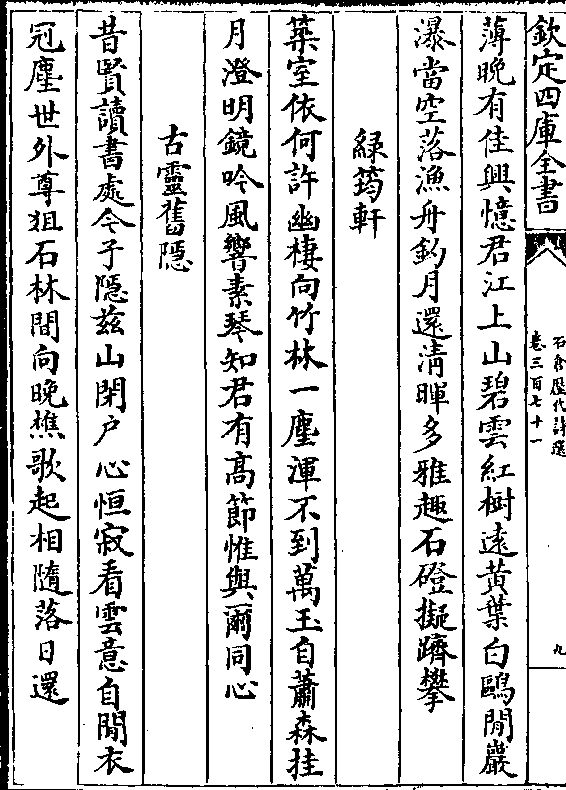 欽定四庫全書
石倉歷代詩選
卷三百七十一
九
薄晚有佳興憶君江上山碧雲紅樹遠黄葉白鷗閒巖
瀑當空落漁舟釣月還清暉多雅趣石磴擬躋攀
緑筠軒
築室依何許幽棲向竹林一塵渾不到萬玉自蕭森挂
月澄明鏡吟風響素琴知君有高節惟與爾同心
古靈舊隱
昔賢讀書處今子隠兹山閉户心恒寂看雲意自閒衣
冠塵世外尊俎石林間向晩樵歌起相隨落日還